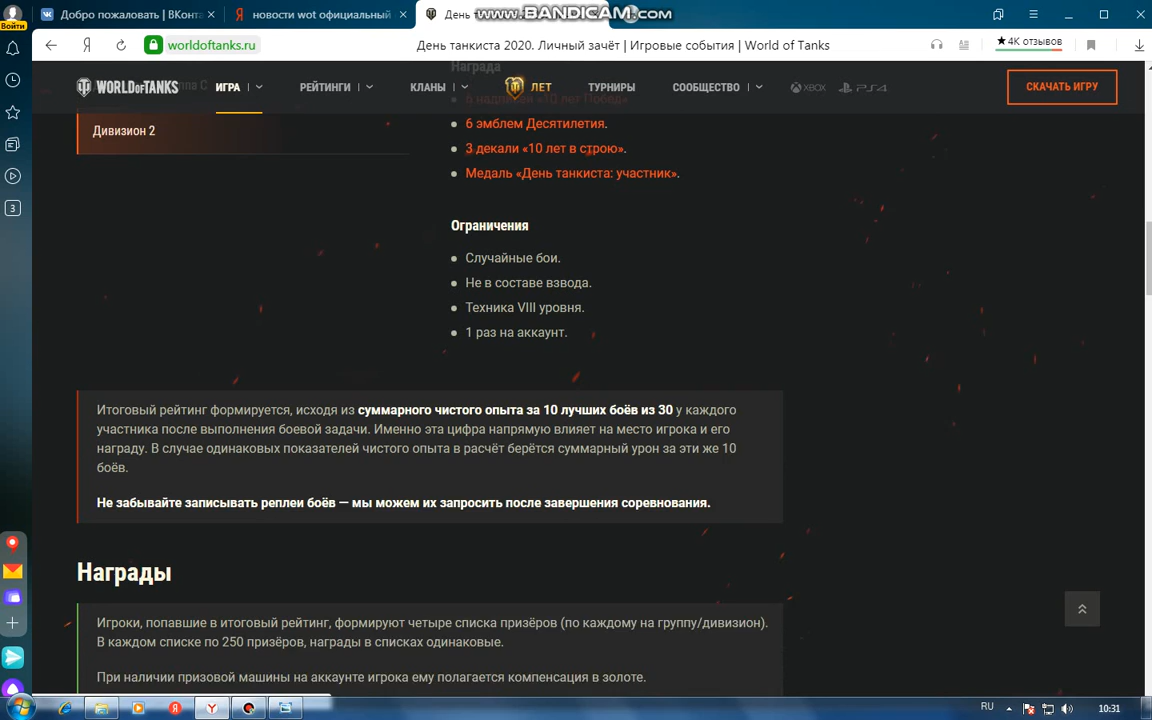 Войти
Добро пожаловать | ВКонта
новости wot официальный
День т
www.BANDICAM.com
worldoftanks.ru
День танкиста 2020. Личный зачёт | Игровые события | World of Tanks
★ 4K отзывов
WORLD OF TANKS
ИГРА
РЕЙТИНГИ
КЛАНЫ
10 ЛЕТ
ТУРНИРЫ
СООБЩЕСТВО
XBOX
PS4
СКАЧАТЬ ИГРУ
Дивизион 2
Награда
6 надписей «10 лет Побед»
6 эмблем Десятилетия.
3 декали «10 лет в строю».
Медаль «День танкиста: участник».
Ограничения
Случайные бои.
Не в составе взвода.
Техника VIII уровня.
1 раз на аккаунт.
Итоговый рейтинг формируется, исходя из суммарного чистого опыта за 10 лучших боёв из 30 у каждого
участника после выполнения боевой задачи. Именно эта цифра напрямую влияет на место игрока и его
награду. В случае одинаковых показателей чистого опыта в расчёт берётся суммарный урон за эти же 10
боёв.
Не забывайте записывать реплеи боёв — мы можем их запросить после завершения соревнования.
Награды
Игроки, попавшие в итоговый рейтинг, формируют четыре списка призёров (по каждому на группу/дивизион).
В каждом списке по 250 призёров, награды в списках одинаковые.
При наличии призовой машины на аккаунте игрока ему полагается компенсация в золоте.
3
RU
10:31